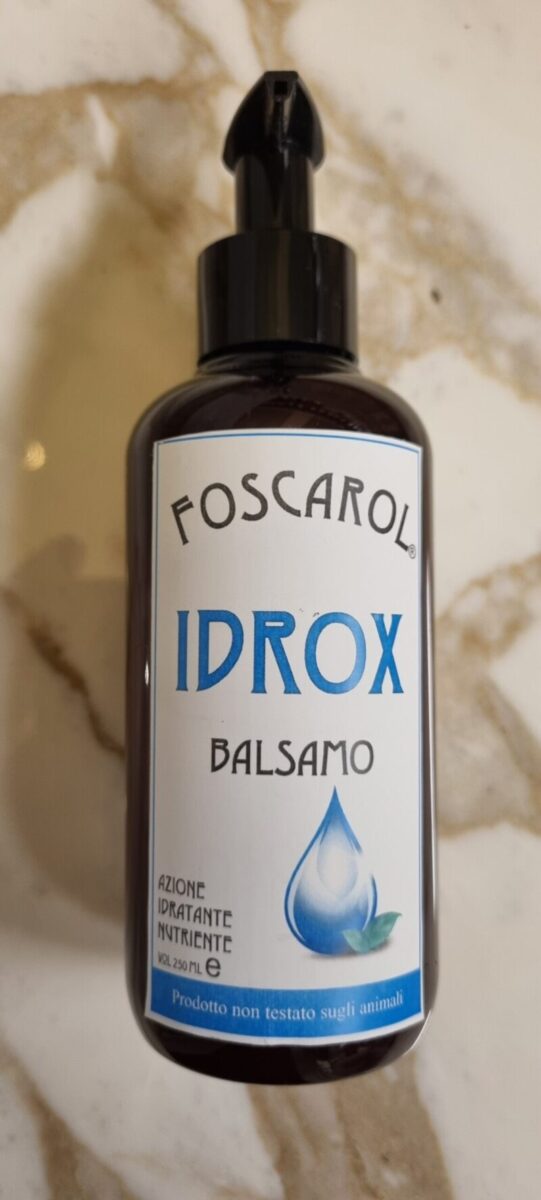 FOSCAROL®
IDROX
BALSAMO
AZIONE
IDRATANTE
NUTRIENTE
VOL 250 ML e
Prodotto non testato sugli animali